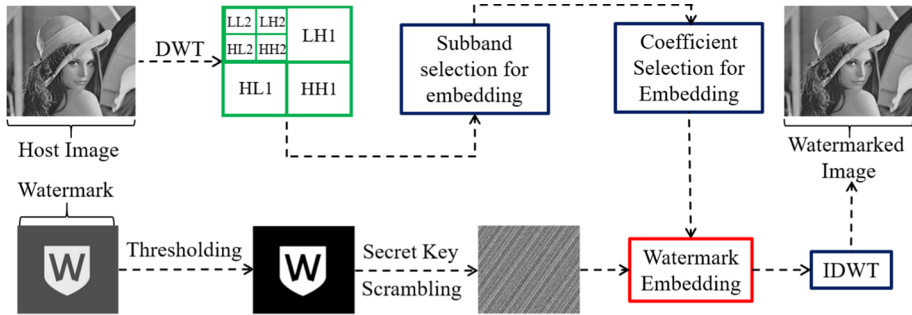 DWT
LL2
LH2
HL2
HH2
LH1
HL1
HH1
Subband
selection for
embedding
Coefficient
Selection for
Embedding
Host Image
Watermarked
Image
Watermark
W
Thresholding
W
Secret Key
Scrambling
Watermark
Embedding
IDWT